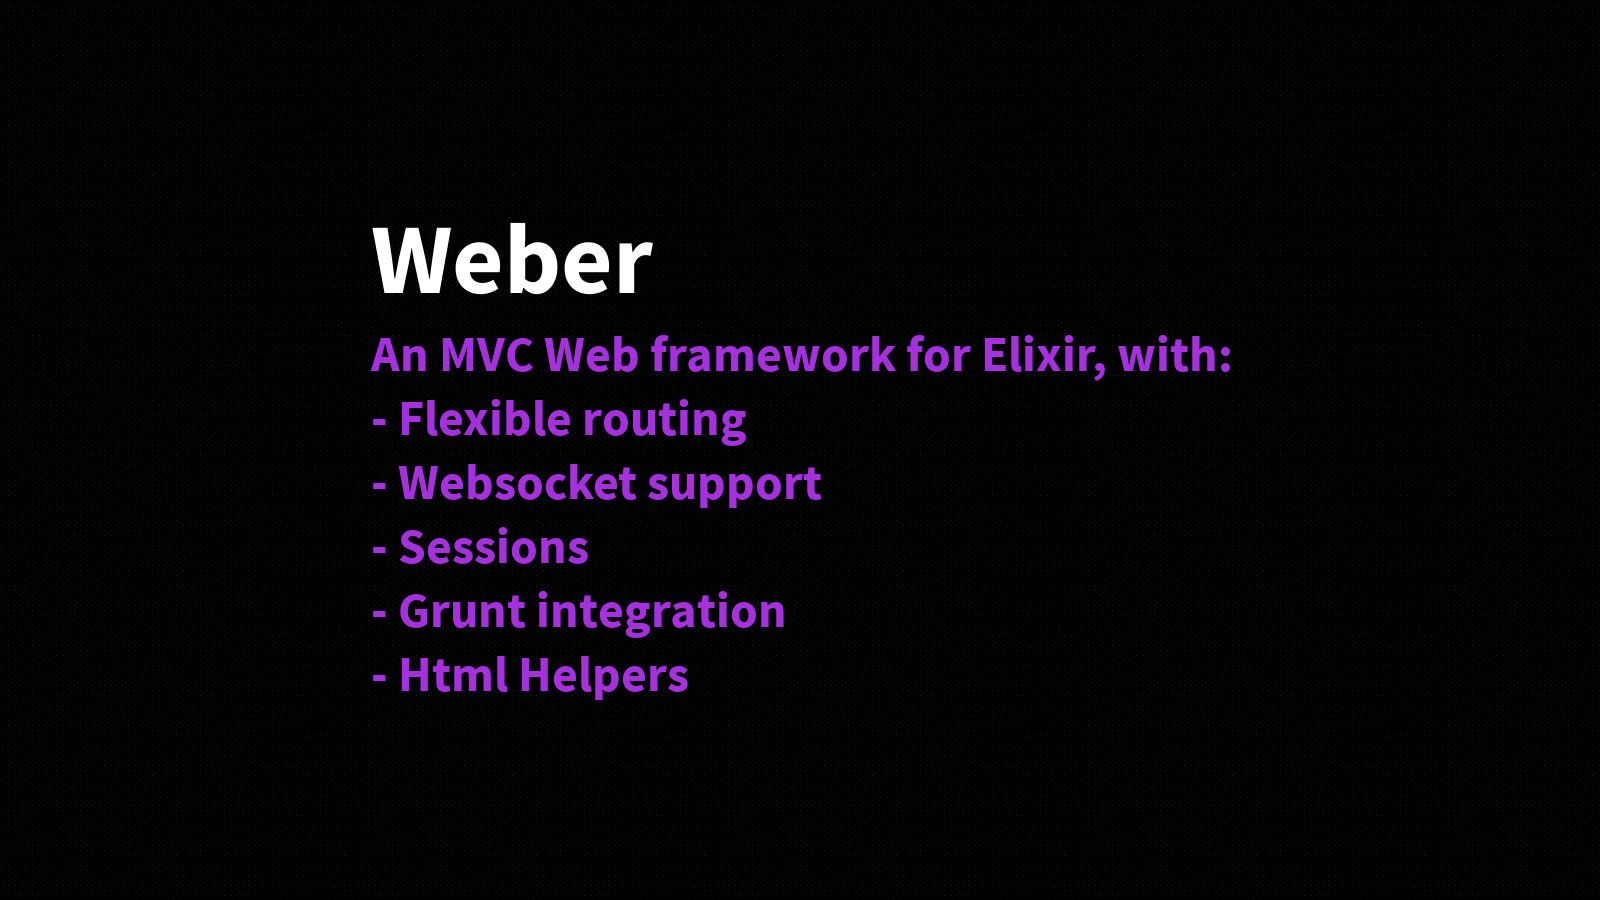 Weber
An MVC Web framework for Elixir, with:
- Flexible routing
- Websocket support
- Sessions
- Grunt integration
- Html Helpers